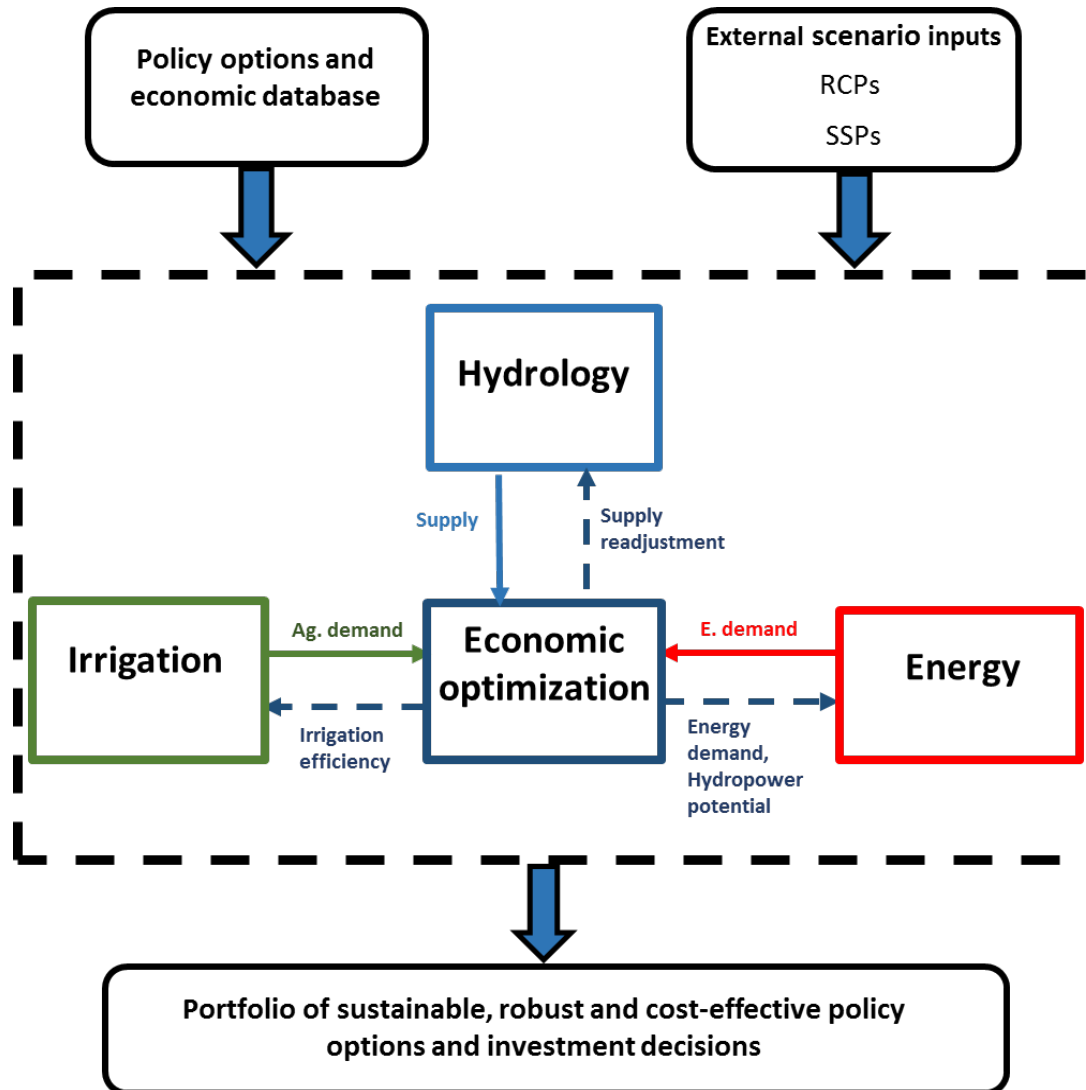 Policy options and
economic database
External scenario inputs
RCPs
SSPs
Hydrology
Supply
Supply
readjustment
Irrigation
Ag. demand
Irrigation
efficiency
Economic
optimization
E. demand
Energy
demand,
Hydropower
potential
Energy
Portfolio of sustainable, robust and cost-effective policy
options and investment decisions